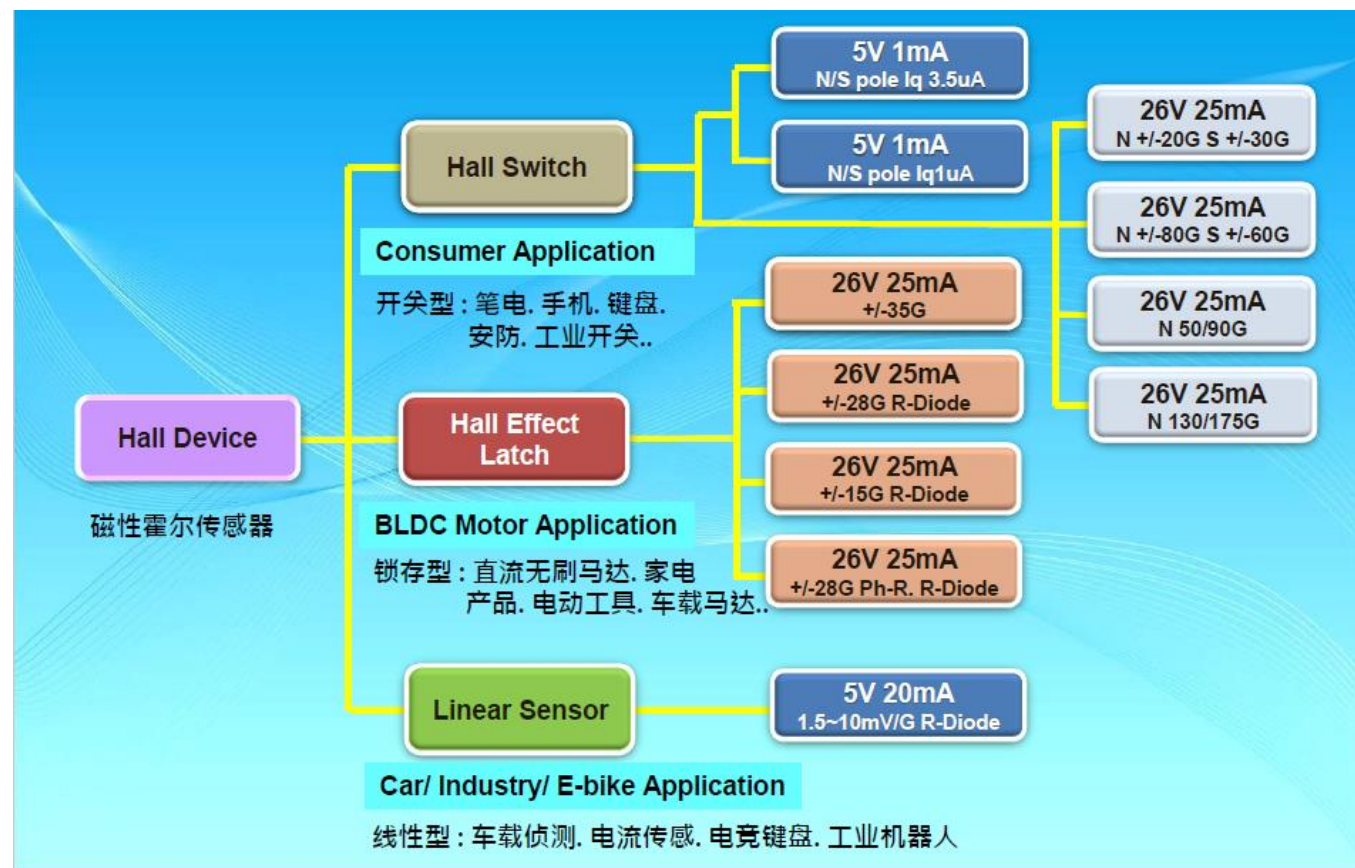 Hall Device
磁性霍尔传感器
Hall Switch
Consumer Application
开关型 : 笔电. 手机. 键盘.
安防. 工业开关..
5V 1mA
N/S pole Iq 3.5uA
5V 1mA
N/S pole Iq1uA
26V 25mA
N +/-20G S +/-30G
26V 25mA
N +/-80G S +/-60G
26V 25mA
N 50/90G
26V 25mA
N 130/175G
Hall Effect
Latch
BLDC Motor Application
锁存型 : 直流无刷马达. 家电
产品. 电动工具. 车载马达..
26V 25mA
+/-35G
26V 25mA
+/-28G R-Diode
26V 25mA
+/-15G R-Diode
26V 25mA
+/-28G Ph-R. R-Diode
Linear Sensor
Car/ Industry/ E-bike Application
线性型 : 车载侦测. 电流传感. 电竞键盘. 工业机器人
5V 20mA
1.5~10mV/G R-Diode